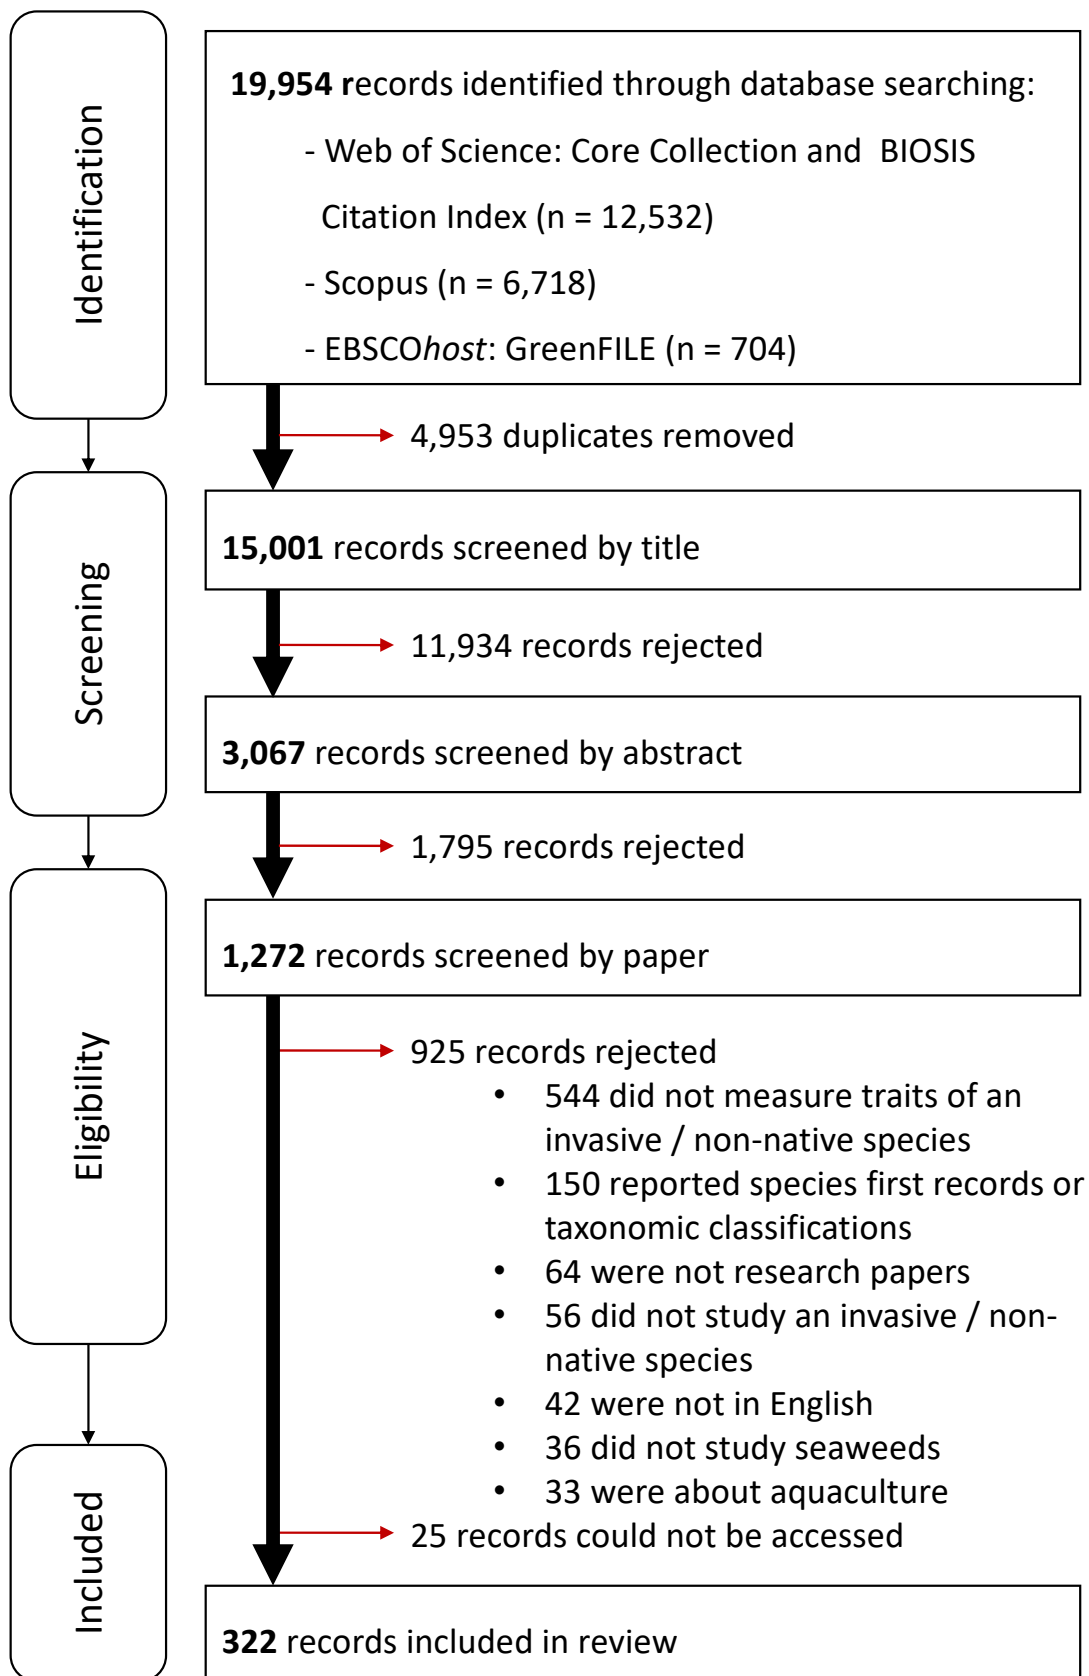 Identification
19,954 records identified through database searching:
- Web of Science: Core Collection and BIOSIS
Citation Index (n = 12,532)
- Scopus (n = 6,718)
- EBSCOhost: GreenFILE (n = 704)
4,953 duplicates removed
Screening
15,001 records screened by title
11,934 records rejected
3,067 records screened by abstract
1,795 records rejected
Eligibility
1,272 records screened by paper
925 records rejected
• 544 did not measure traits of an
invasive / non-native species
• 150 reported species first records or
taxonomic classifications
• 64 were not research papers
• 56 did not study an invasive / non-
native species
• 42 were not in English
• 36 did not study seaweeds
• 33 were about aquaculture
25 records could not be accessed
Included
322 records included in review